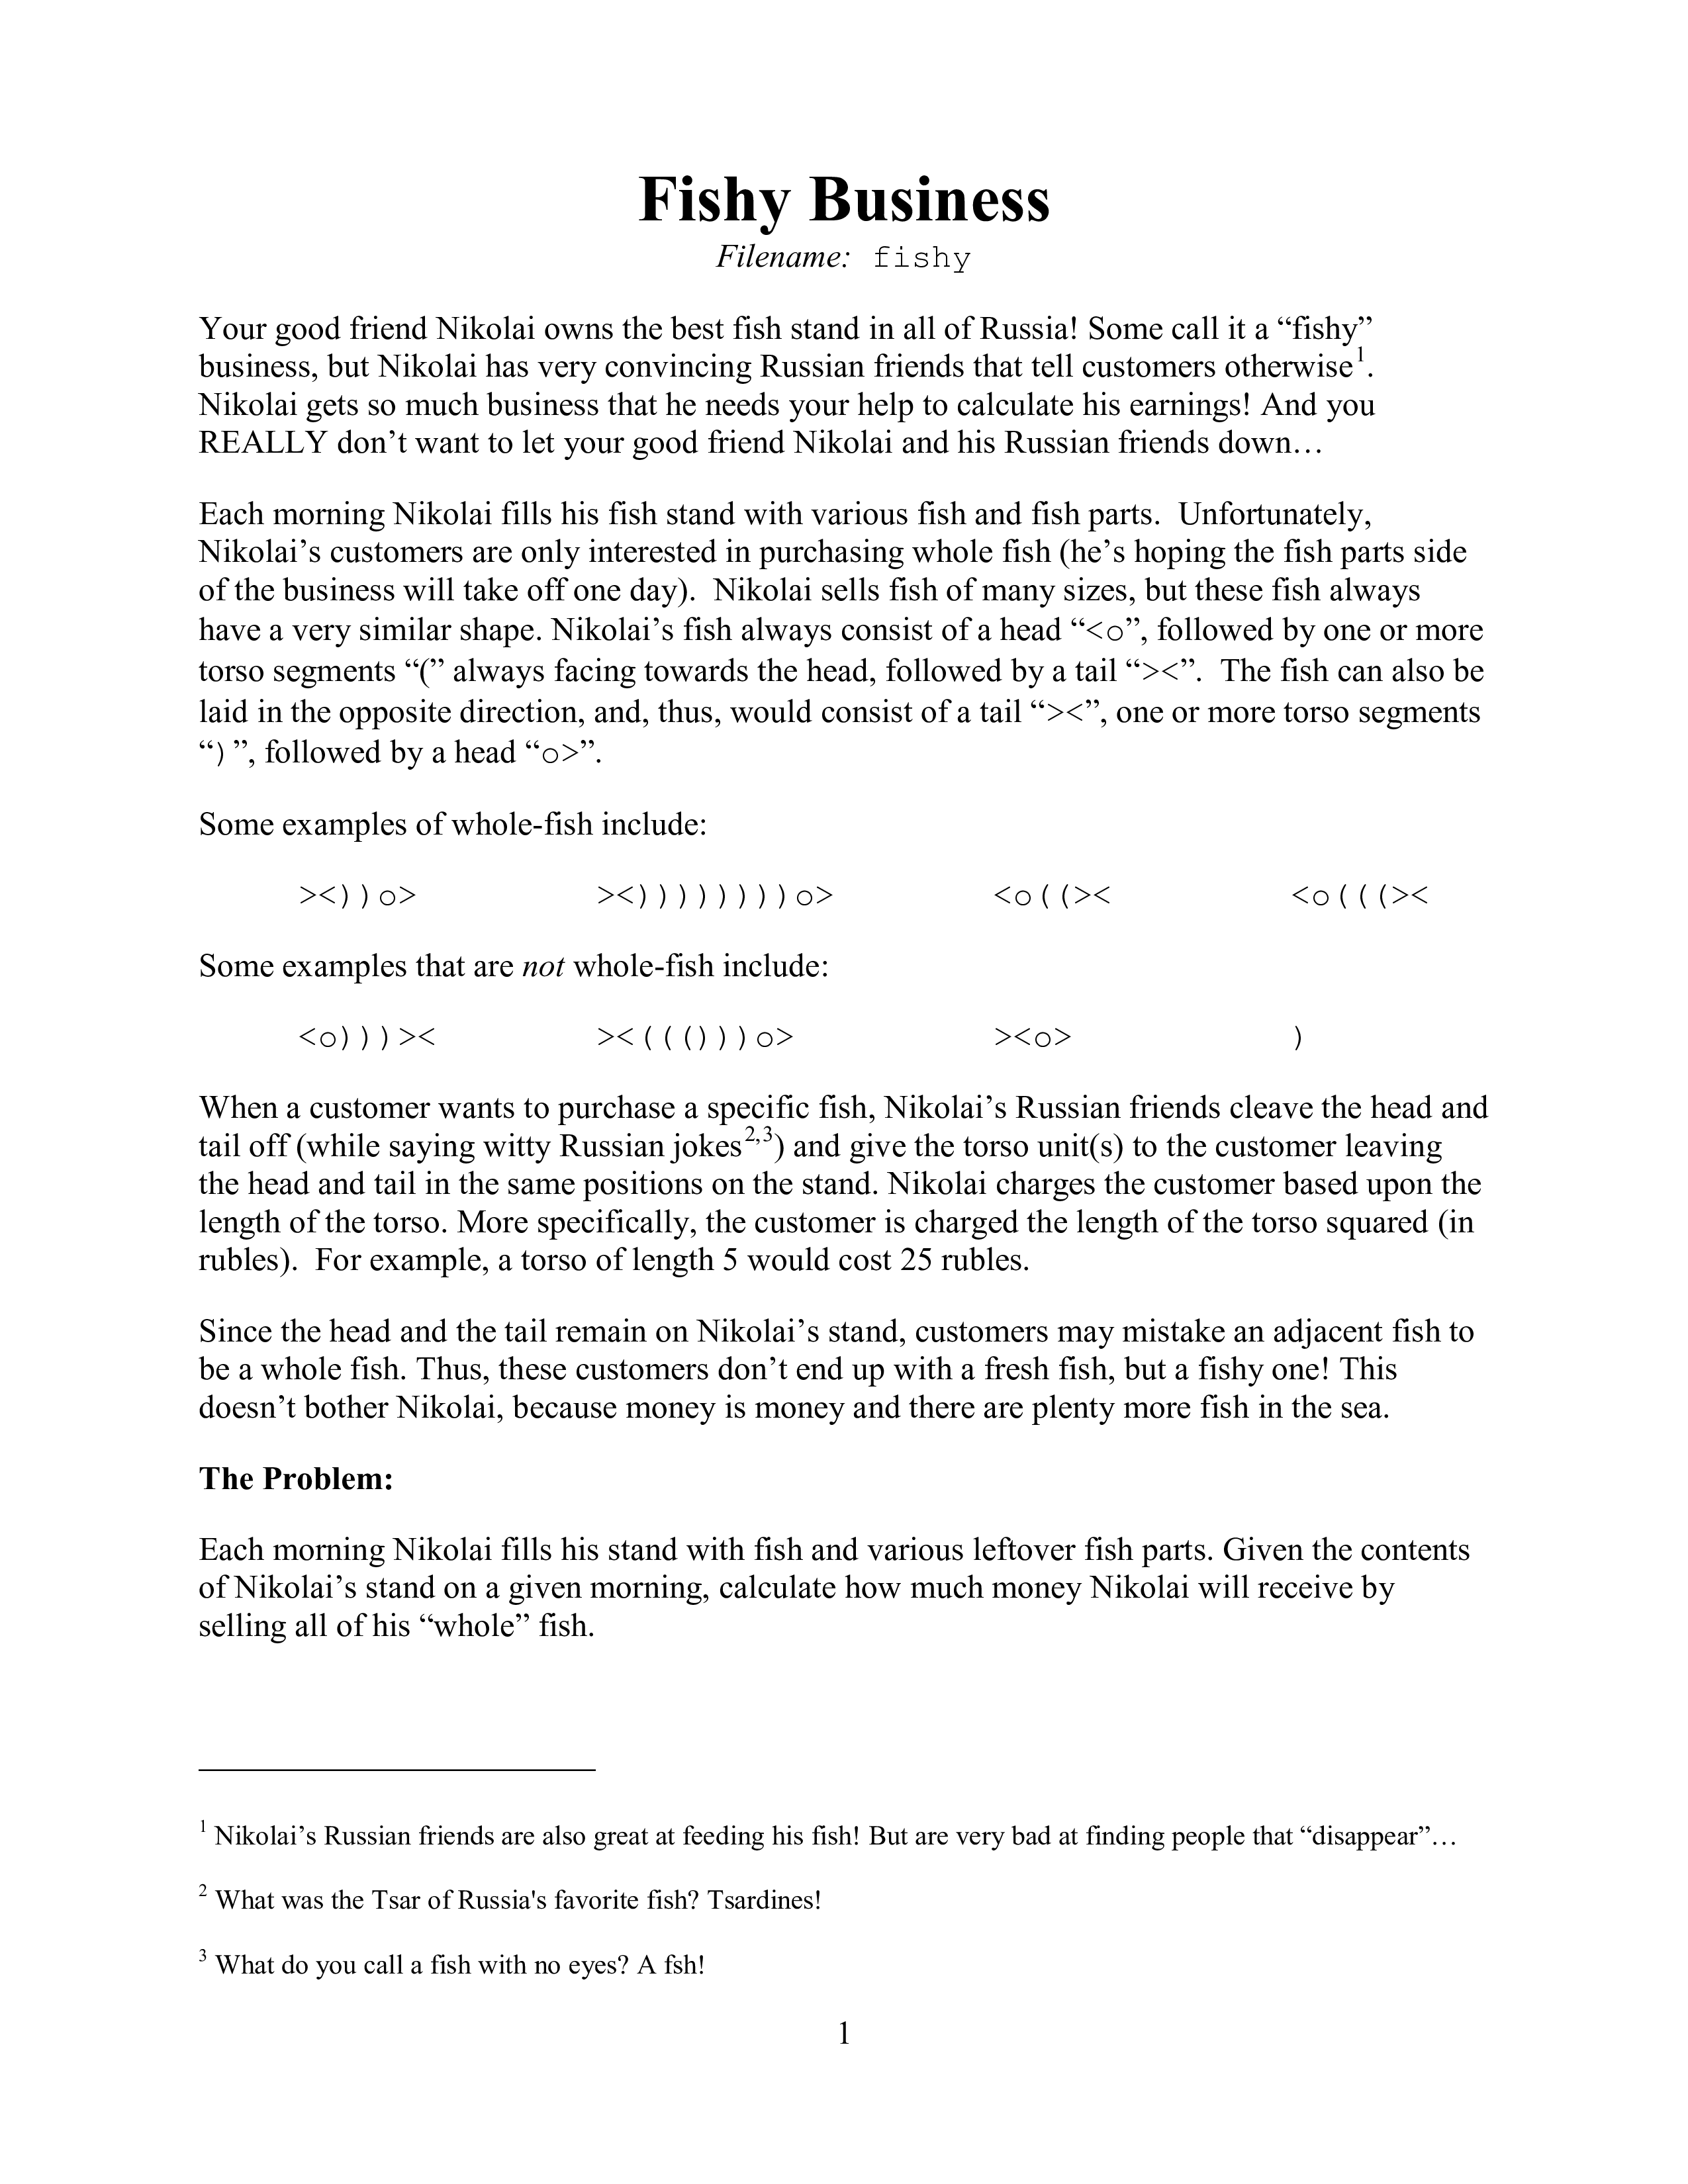 Fishy Business
Filename: fishy
Your good friend Nikolai owns the best fish stand in all of Russia! Some call it a “fishy”
business, but Nikolai has very convincing Russian friends that tell customers otherwise1.
Nikolai gets so much business that he needs your help to calculate his earnings! And you
REALLY don’t want to let your good friend Nikolai and his Russian friends down…
Each morning Nikolai fills his fish stand with various fish and fish parts.  Unfortunately,
Nikolai’s customers are only interested in purchasing whole fish (he’s hoping the fish parts side
of the business will take off one day).  Nikolai sells fish of many sizes, but these fish always
have a very similar shape. Nikolai’s fish always consist of a head “<o”, followed by one or more
torso segments “(” always facing towards the head, followed by a tail “><”.  The fish can also be
laid in the opposite direction, and, thus, would consist of a tail “><”, one or more torso segments
“)”, followed by a head “o>”.
Some examples of whole-fish include:
><))o> ><))))))))o> <o((>< <o(((><
Some examples that are not whole-fish include:
<o)))>< ><((()))o> ><o> )
When a customer wants to purchase a specific fish, Nikolai’s Russian friends cleave the head and
tail off (while saying witty Russian jokes2,3) and give the torso unit(s) to the customer leaving
the head and tail in the same positions on the stand. Nikolai charges the customer based upon the
length of the torso. More specifically, the customer is charged the length of the torso squared (in
rubles).  For example, a torso of length 5 would cost 25 rubles.
Since the head and the tail remain on Nikolai’s stand, customers may mistake an adjacent fish to
be a whole fish. Thus, these customers don’t end up with a fresh fish, but a fishy one! This
doesn’t bother Nikolai, because money is money and there are plenty more fish in the sea.
The Problem:
Each morning Nikolai fills his stand with fish and various leftover fish parts. Given the contents
of Nikolai’s stand on a given morning, calculate how much money Nikolai will receive by
selling all of his “whole” fish.
1 Nikolai’s Russian friends are also great at feeding his fish! But are very bad at finding people that “disappear”…
2 What was the Tsar of Russia's favorite fish? Tsardines!
3 What do you call a fish with no eyes? A fsh!
1